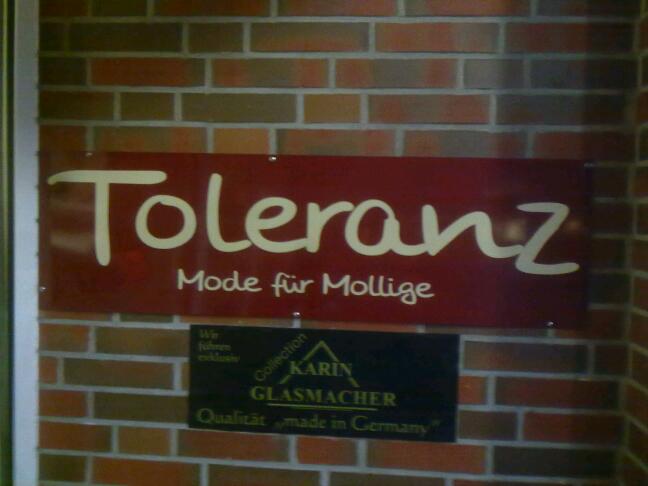 Toleranz
Mode für Mollige
Wir
führen
exklusiv
Collection
KARIN
GLASMACHER
Qualität „made in Germany“